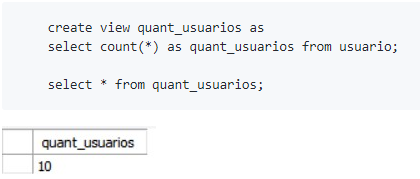 create view quant_usuarios as
select count(*) as quant_usuarios from usuario;
select * from quant_usuarios;
quant_usuarios
10